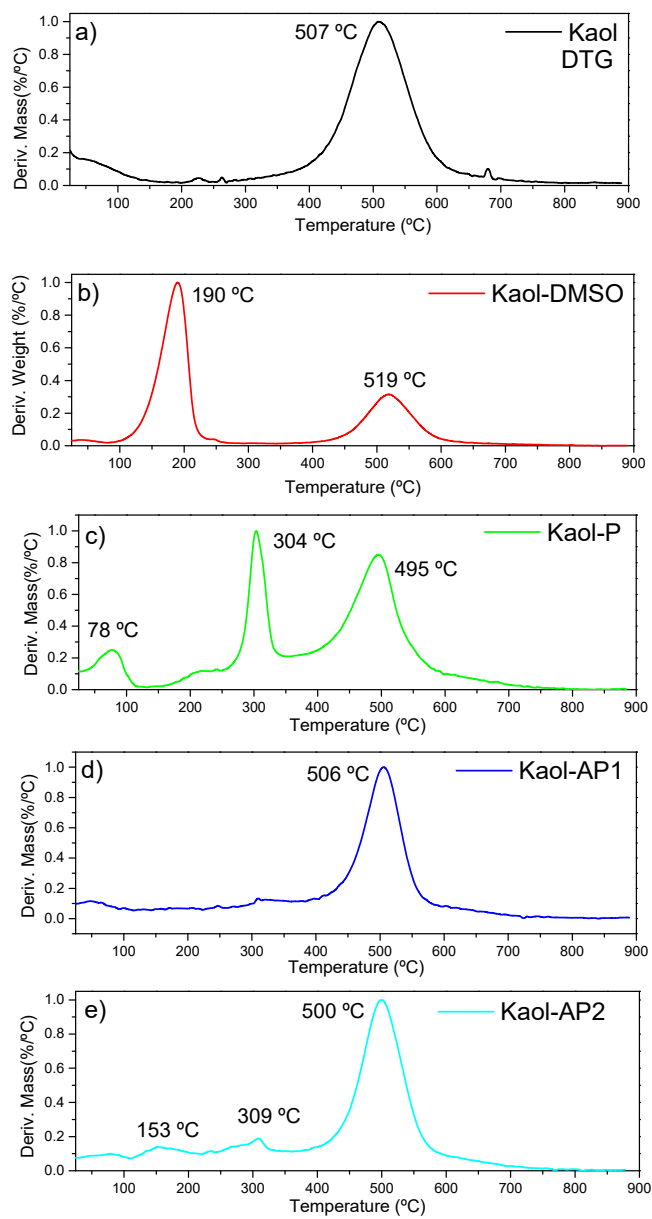 a)
507 ºC
Kaol
DTG
Deriv. Mass(%/ºC)
1.0
0.8
0.6
0.4
0.2
0.0
100 200 300 400 500 600 700 800 900
Temperature (ºC)
b)
190 ºC
Kaol-DMSO
519 ºC
Deriv. Weight (%/ºC)
1.0
0.8
0.6
0.4
0.2
0.0
100 200 300 400 500 600 700 800 900
Temperature (ºC)
c)
304 ºC
Kaol-P
495 ºC
78 ºC
Deriv. Mass(%/ºC)
1.0
0.8
0.6
0.4
0.2
0.0
100 200 300 400 500 600 700 800 900
Temperature (ºC)
d)
506 ºC
Kaol-AP1
Deriv. Mass(%/ºC)
1.0
0.8
0.6
0.4
0.2
0.0
100 200 300 400 500 600 700 800 900
Temperature (ºC)
e)
500 ºC
Kaol-AP2
153 ºC
309 ºC
Deriv. Mass(%/ºC)
1.0
0.8
0.6
0.4
0.2
0.0
100 200 300 400 500 600 700 800 900
Temperature (ºC)